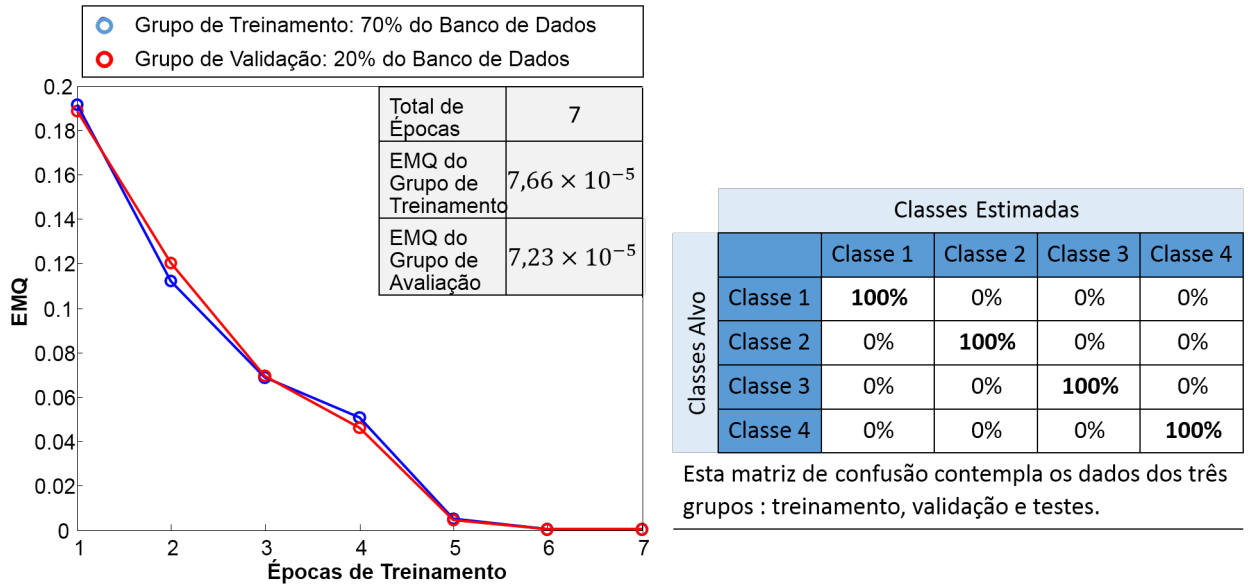 Grupo de Treinamento: 70% do Banco de Dados
Grupo de Validação: 20% do Banco de Dados
0.2
0.18
0.16
0.14
0.12
0.1
0.08
0.06
0.04
0.02
0
EMQ
1 2 3 4 5 6 7
Épocas de Treinamento
Total de
Épocas
7
EMQ do
Grupo de
Treinamento
7,66 × 10⁻⁵
EMQ do
Grupo de
Avaliação
7,23 × 10⁻⁵
Classes Estimadas
Classes Alvo
Classe 1 Classe 2 Classe 3 Classe 4
Classe 1 100% 0% 0% 0%
Classe 2 0% 100% 0% 0%
Classe 3 0% 0% 100% 0%
Classe 4 0% 0% 0% 100%
Esta matriz de confusão contempla os dados dos três
grupos : treinamento, validação e testes.